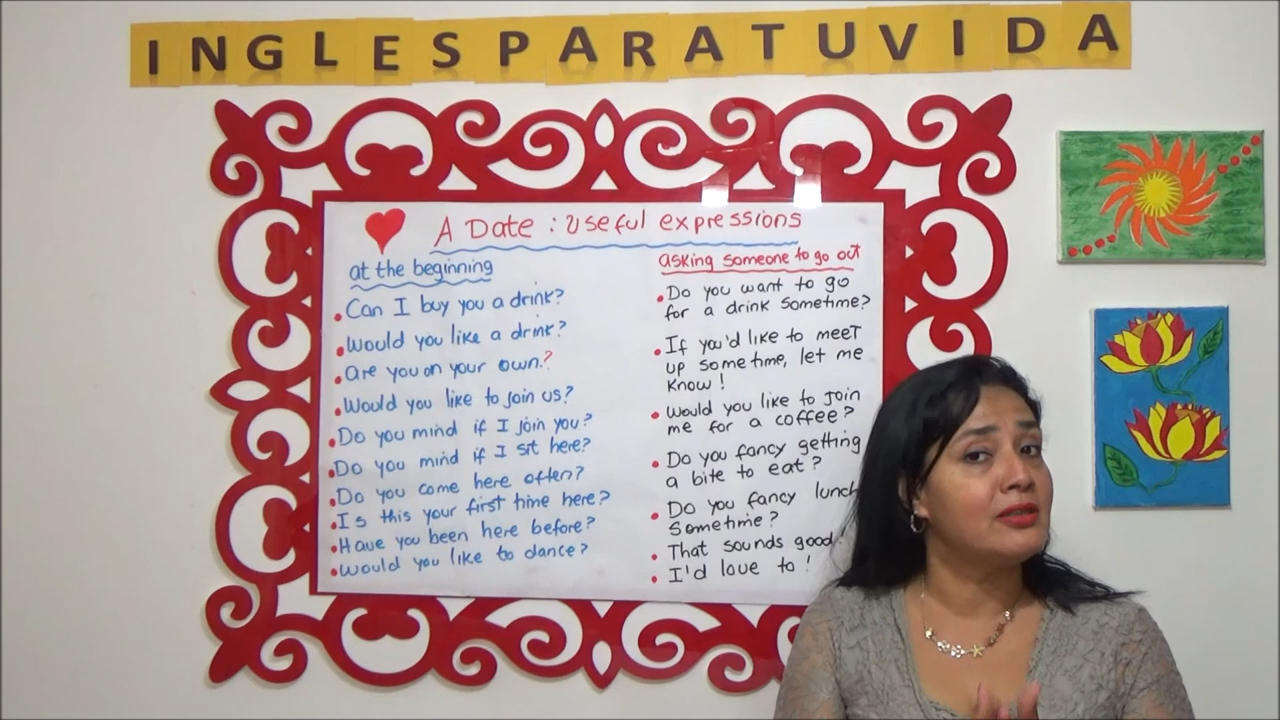 INGLESPARATUVIDA
A Date : Useful expressions
at the beginning
Can I buy you a drink?
Would you like a drink?
are you on your own.?
Would you like to join us?
Do you mind if I join you?
Do you mind if I sit here?
Do you come here often?
Is this your first time here?
Have you been here before?
Would you like to dance?
asking someone to go out
Do you want to go
for a drink sometime?
If you'd like to meet
up sometime, let me
know!
Would you like to join
me for a coffee?
Do you fancy getting
a bite to eat?
Do you fancy lunch
sometime?
That sounds good!
I'd love to!